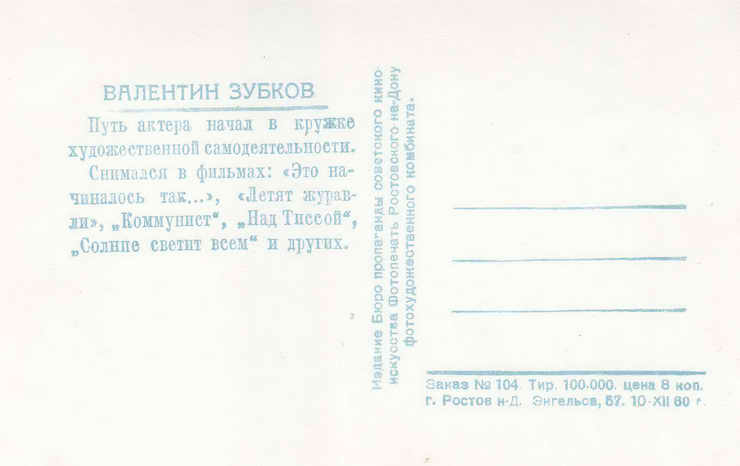 ВАЛЕНТИН ЗУБКОВ
Путь актера начал в кружке
художественной самодеятельности.
Снимался в фильмах: «Это на-
чиналось так...», «Летят журав-
ли», „Коммунист“, „Над Тиссой“,
„Солнце светит всем“ и других.
Издание Бюро пропаганды советского кино-
искусства Фотопечать Ростовского-на-Дону
фотохудожественного комбината.
Заказ № 104. Тир. 100.000. цена 8 коп.
г. Ростов н-Д. Энгельса, 57. 10-XII 60 г.